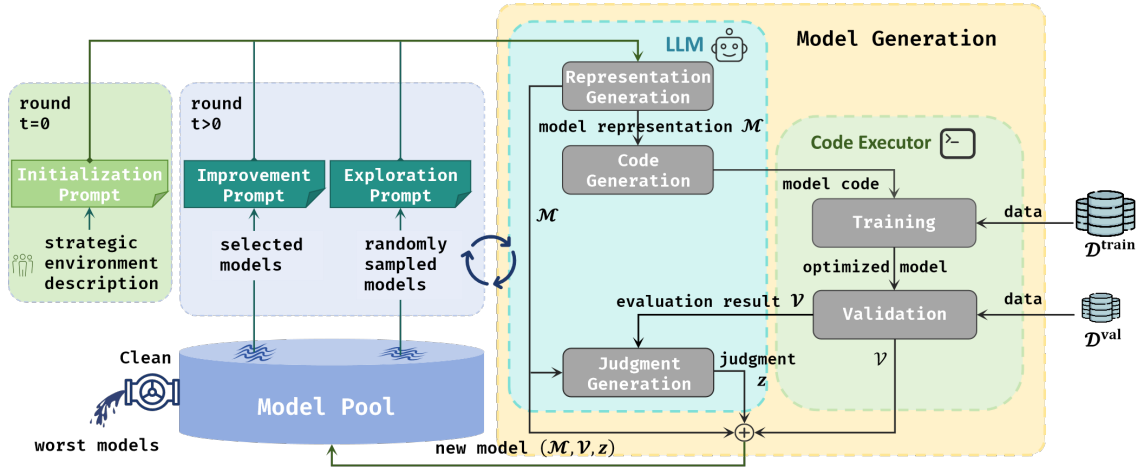 Model Generation
LLM
Representation
Generation
model representation ℳ
Code
Generation
ℳ
Code Executor
>_
model code
Training
data
𝒟train
optimized model
Validation
data
𝒟val
evaluation result 𝒱
𝒱
Judgment
Generation
judgment
z
round
t=0
Initialization
Prompt
strategic
environment
description
round
t>0
Improvement
Prompt
Exploration
Prompt
selected
models
randomly
sampled
models
Clean
worst models
Model Pool
new model (ℳ,𝒱,z)